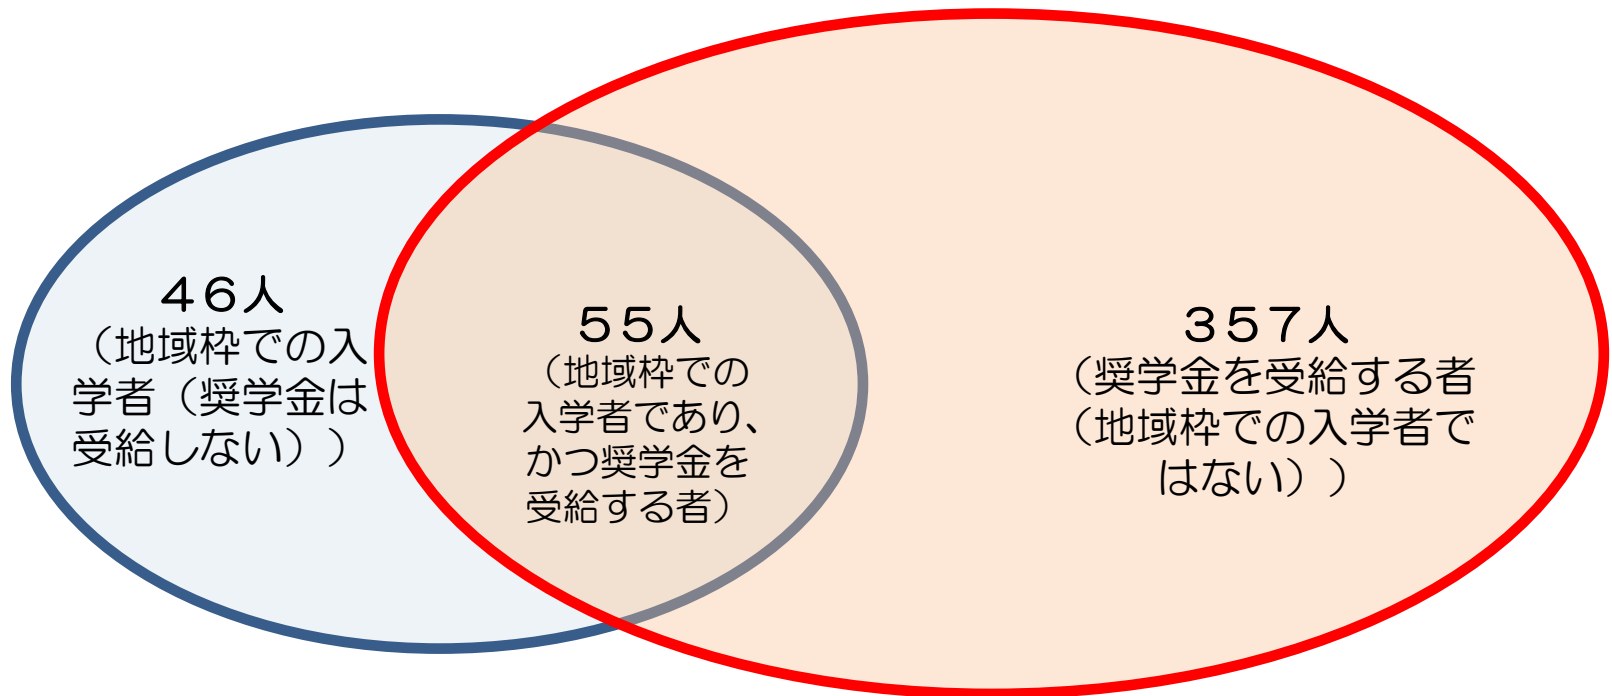 ４６人
（地域枠での入
学者（奨学金は
受給しない））
５５人
（地域枠での
入学者であり、
かつ奨学金を
受給する者）
３５７人
（奨学金を受給する者
（地域枠での入学者で
はない））